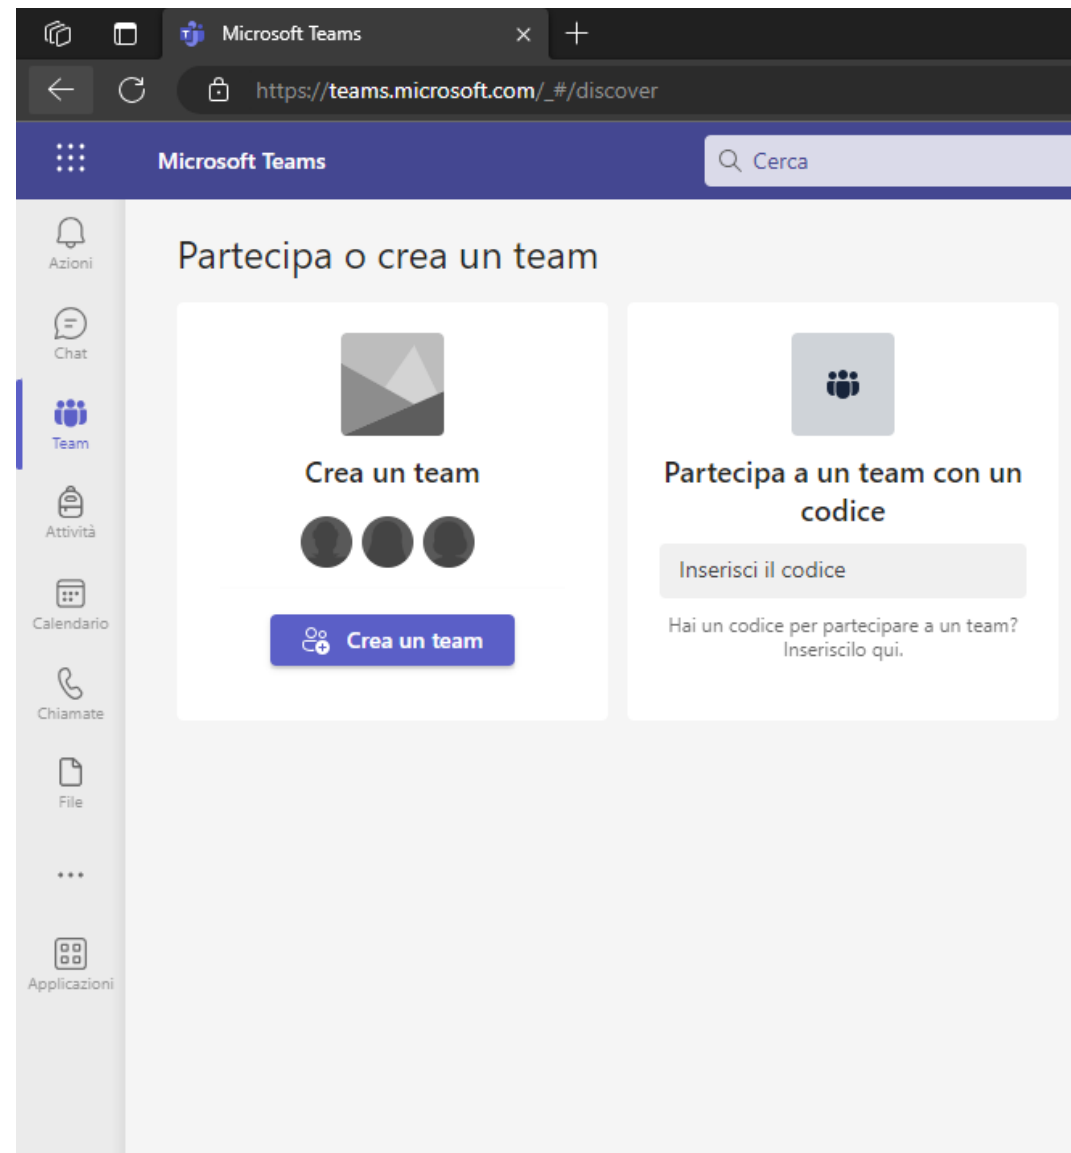 Microsoft Teams
https://teams.microsoft.com/_#/discover
Microsoft Teams
Cerca
Azioni
Chat
Team
Attività
Calendario
Chiamate
File
Applicazioni
Partecipa o crea un team
Crea un team
Crea un team
Partecipa a un team con un
codice
Inserisci il codice
Hai un codice per partecipare a un team?
Inseriscilo qui.